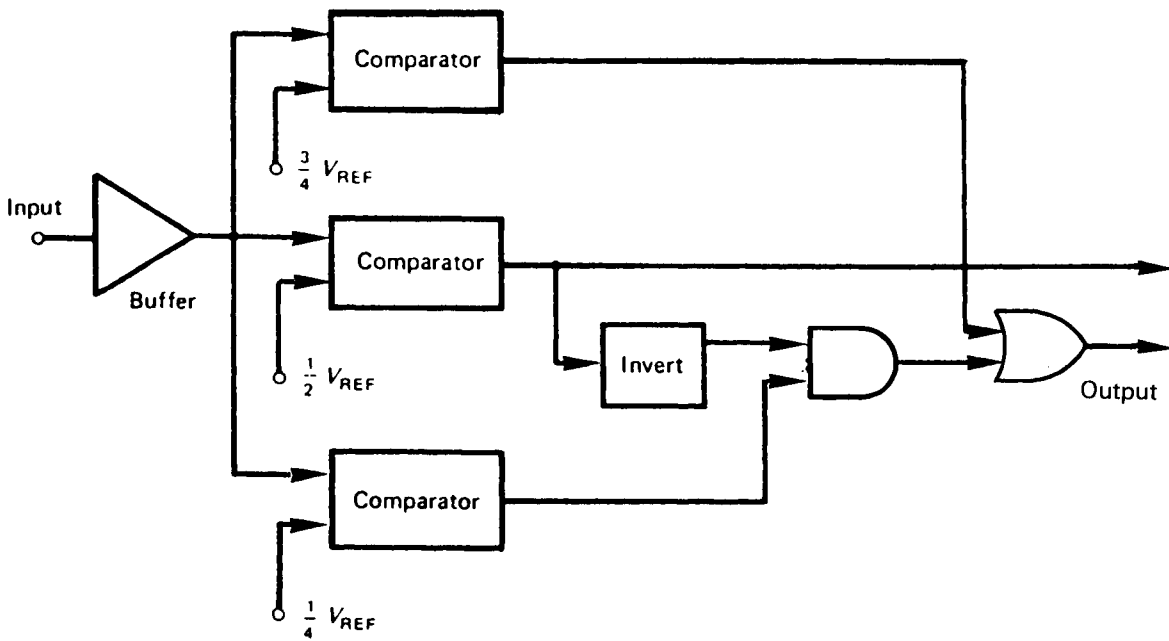 Comparator
3/4 VREF
Input
Comparator
Buffer
Invert
1/2 VREF
Output
Comparator
1/4 VREF